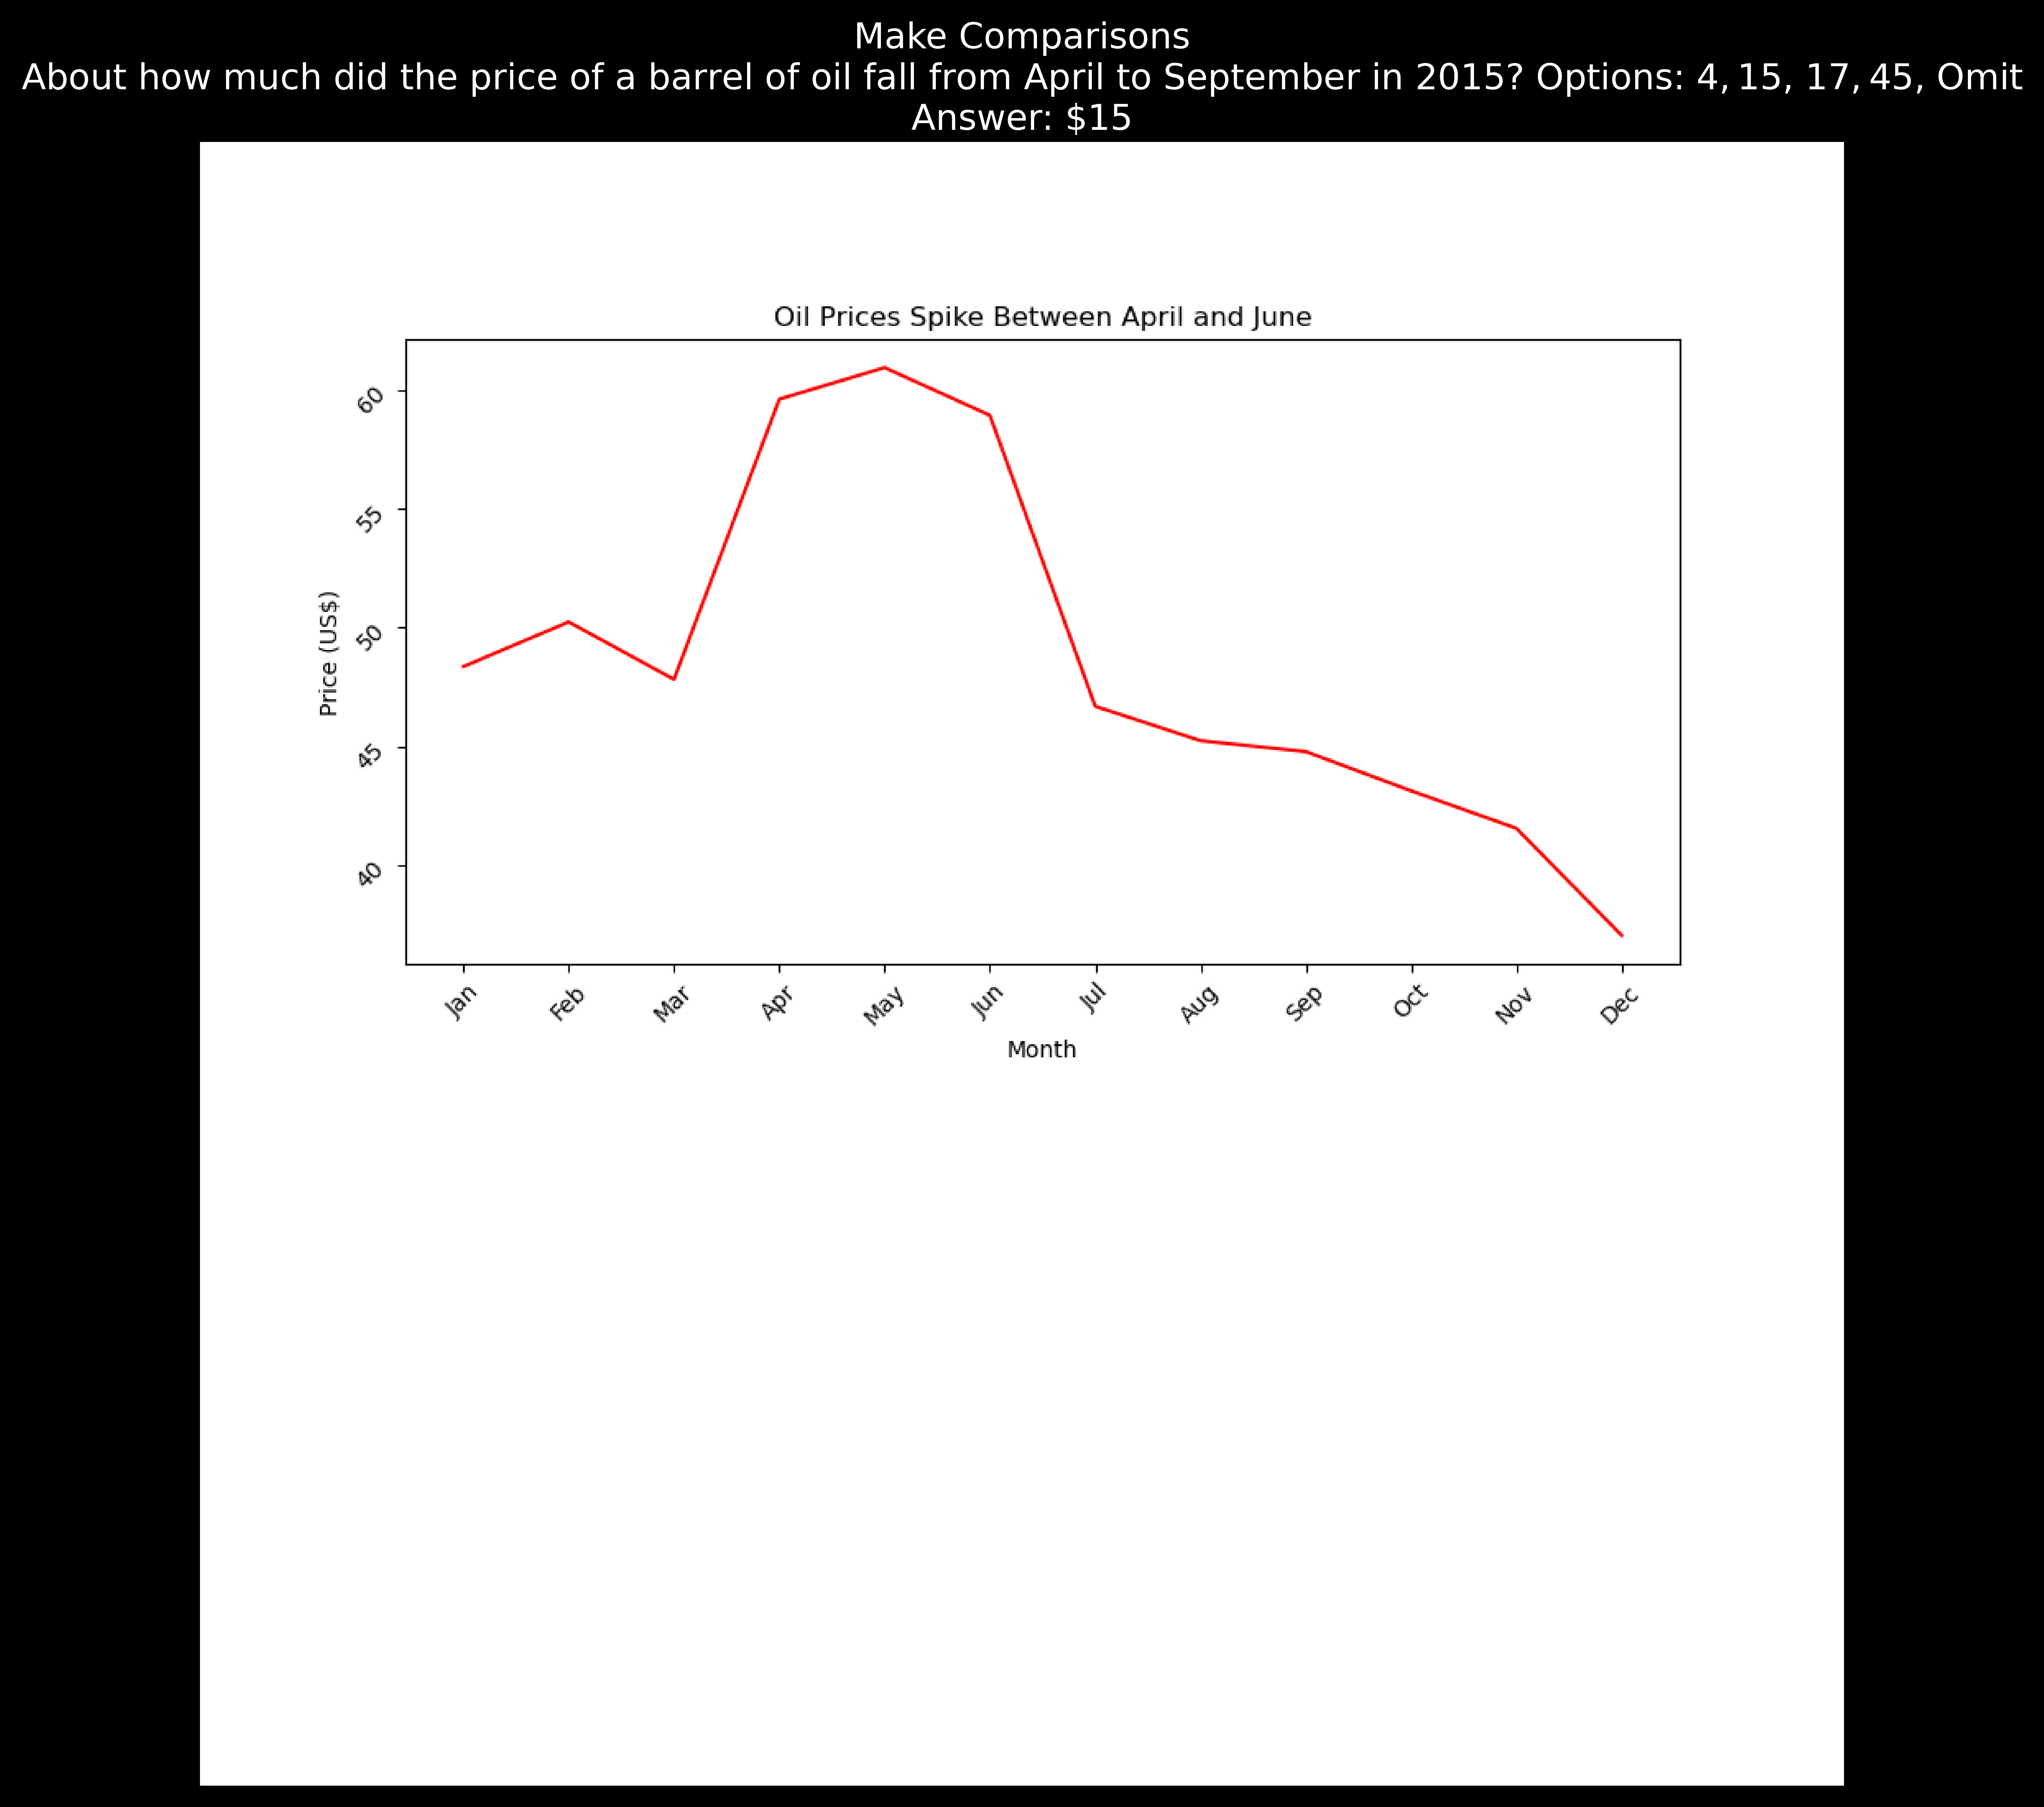 Make Comparisons
About how much did the price of a barrel of oil fall from April to September in 2015? Options: 4, 15, 17, 45, Omit
Answer: $15
Oil Prices Spike Between April and June
Price (US$)
60
55
50
45
40
Jan Feb Mar Apr May Jun Jul Aug Sep Oct Nov Dec
Month